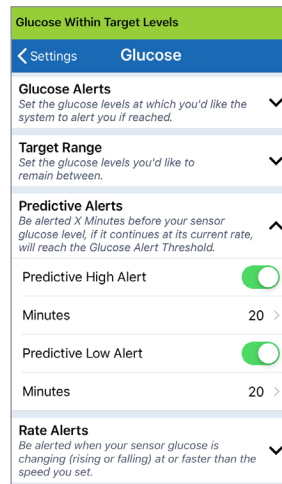 Glucose Within Target Levels
Settings Glucose
Glucose Alerts
Set the glucose levels at which you'd like the
system to alert you if reached.
Target Range
Set the glucose levels you'd like to
remain between.
Predictive Alerts
Be alerted X Minutes before your sensor
glucose level, if it continues at its current rate,
will reach the Glucose Alert Threshold.
Predictive High Alert
Minutes 20
Predictive Low Alert
Minutes 20
Rate Alerts
Be alerted when your sensor glucose is
changing (rising or falling) at or faster than the
speed you set.